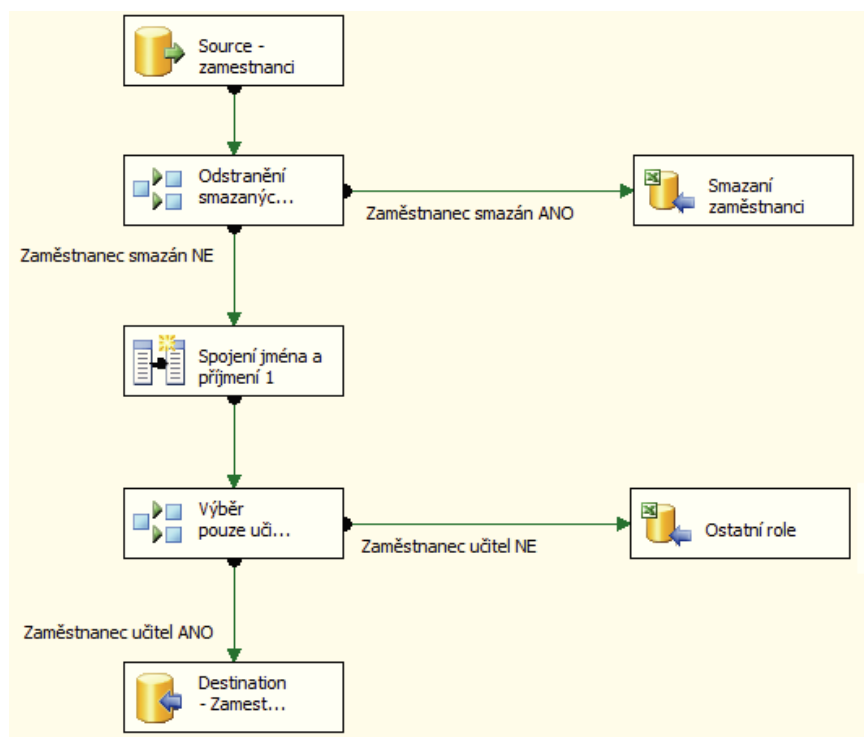 Source -
zamestnanci
Odstranění
smazanýc...
Zaměstnanec smazán ANO
Smazaní
zaměstnanci
Zaměstnanec smazán NE
Spojení jména a
příjmení 1
Výběr
pouze uči...
Zaměstnanec učitel NE
Ostatní role
Zaměstnanec učitel ANO
Destination
- Zamest...